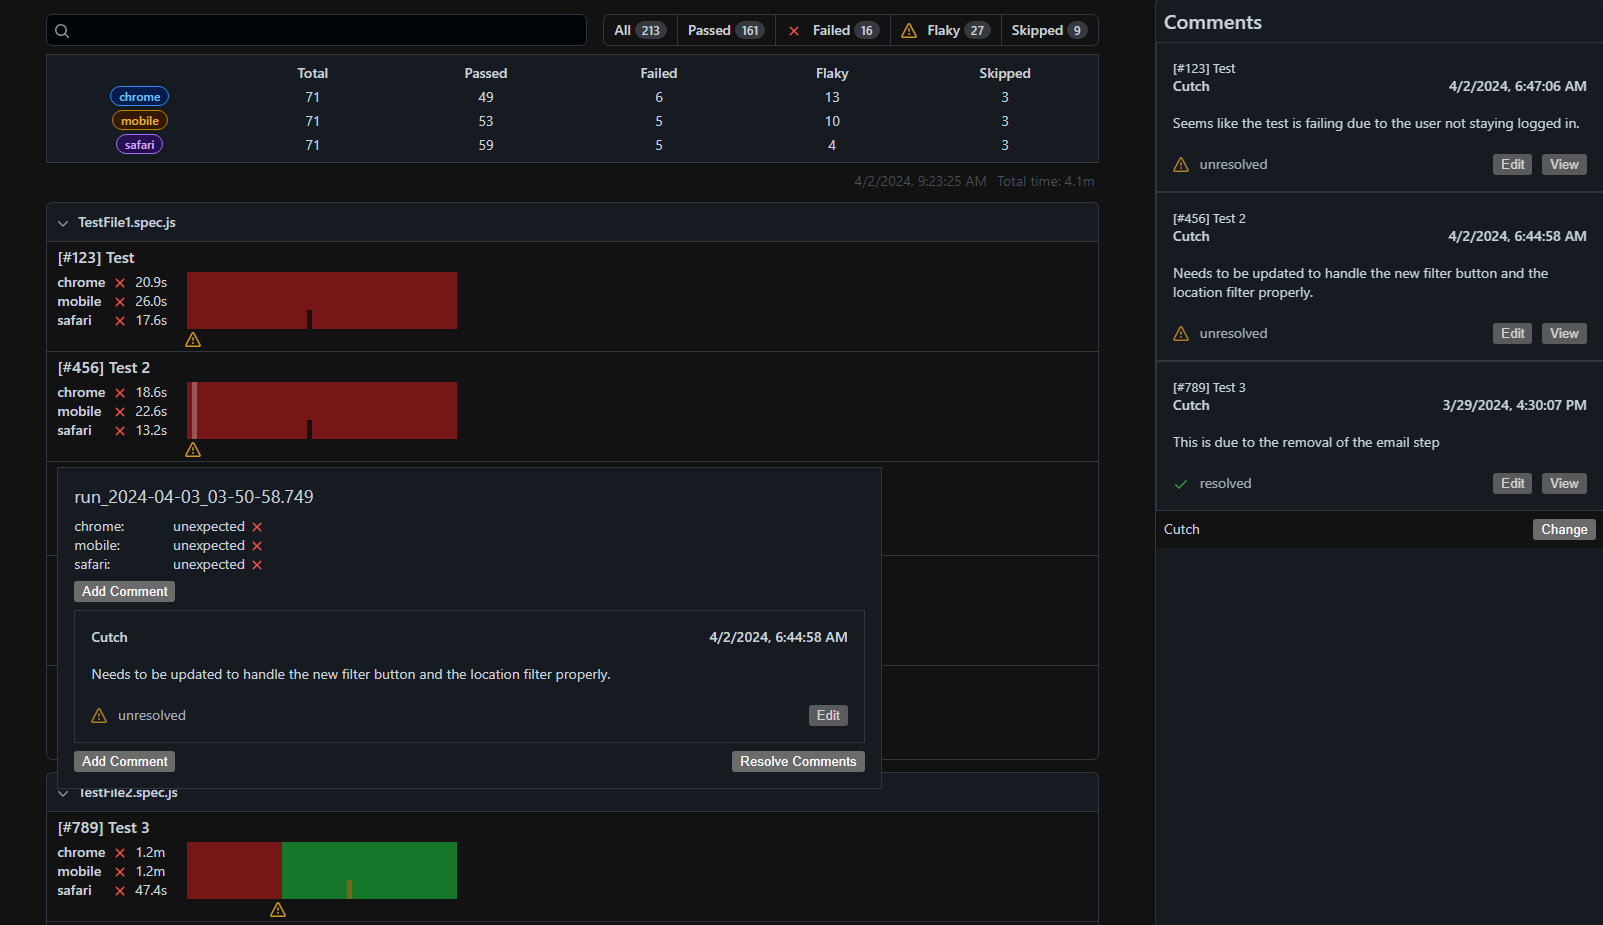 All 213 Passed 161 Failed 16 Flaky 27 Skipped 9
Total Passed Failed Flaky Skipped
chrome 71 49 6 13 3
mobile 71 53 5 10 3
safari 71 59 5 4 3
4/2/2024, 9:23:25 AM Total time: 4.1m
TestFile1.spec.js
[#123] Test
chrome 20.9s
mobile 26.0s
safari 17.6s
[#456] Test 2
chrome 18.6s
mobile 22.6s
safari 13.2s
run_2024-04-03_03-50-58.749
chrome: unexpected
mobile: unexpected
safari: unexpected
Add Comment
Cutch 4/2/2024, 6:44:58 AM
Needs to be updated to handle the new filter button and the location filter properly.
unresolved Edit
Add Comment Resolve Comments
TestFile2.spec.js
[#789] Test 3
chrome 1.2m
mobile 1.2m
safari 47.4s
Comments
[#123] Test
Cutch 4/2/2024, 6:47:06 AM
Seems like the test is failing due to the user not staying logged in.
unresolved Edit View
[#456] Test 2
Cutch 4/2/2024, 6:44:58 AM
Needs to be updated to handle the new filter button and the
location filter properly.
unresolved Edit View
[#789] Test 3
Cutch 3/29/2024, 4:30:07 PM
This is due to the removal of the email step
resolved Edit View
Cutch Change